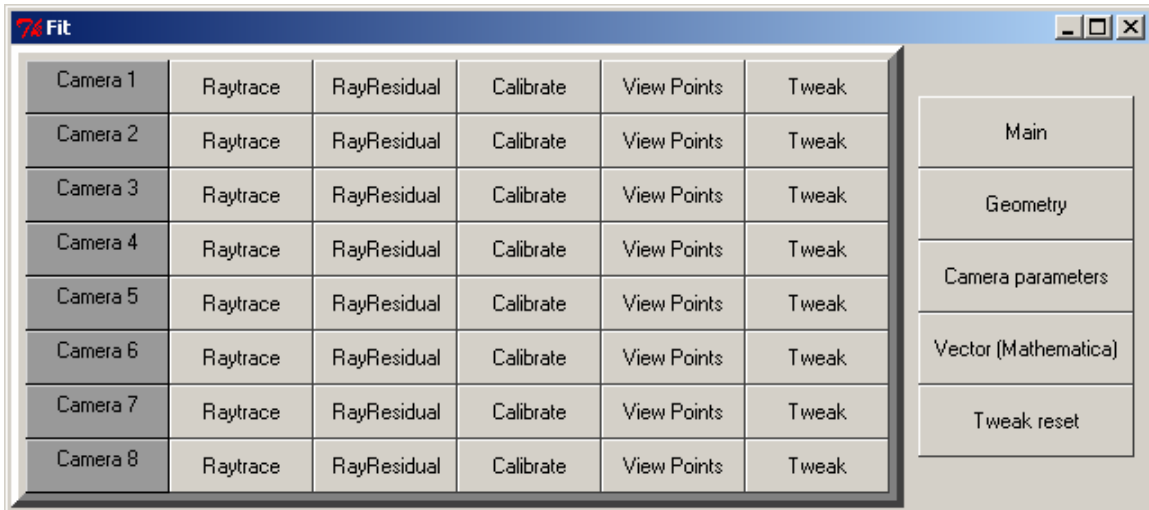 Fit
Camera 1 Raytrace RayResidual Calibrate View Points Tweak
Camera 2 Raytrace RayResidual Calibrate View Points Tweak
Camera 3 Raytrace RayResidual Calibrate View Points Tweak
Camera 4 Raytrace RayResidual Calibrate View Points Tweak
Camera 5 Raytrace RayResidual Calibrate View Points Tweak
Camera 6 Raytrace RayResidual Calibrate View Points Tweak
Camera 7 Raytrace RayResidual Calibrate View Points Tweak
Camera 8 Raytrace RayResidual Calibrate View Points Tweak
Main
Geometry
Camera parameters
Vector (Mathematica)
Tweak reset